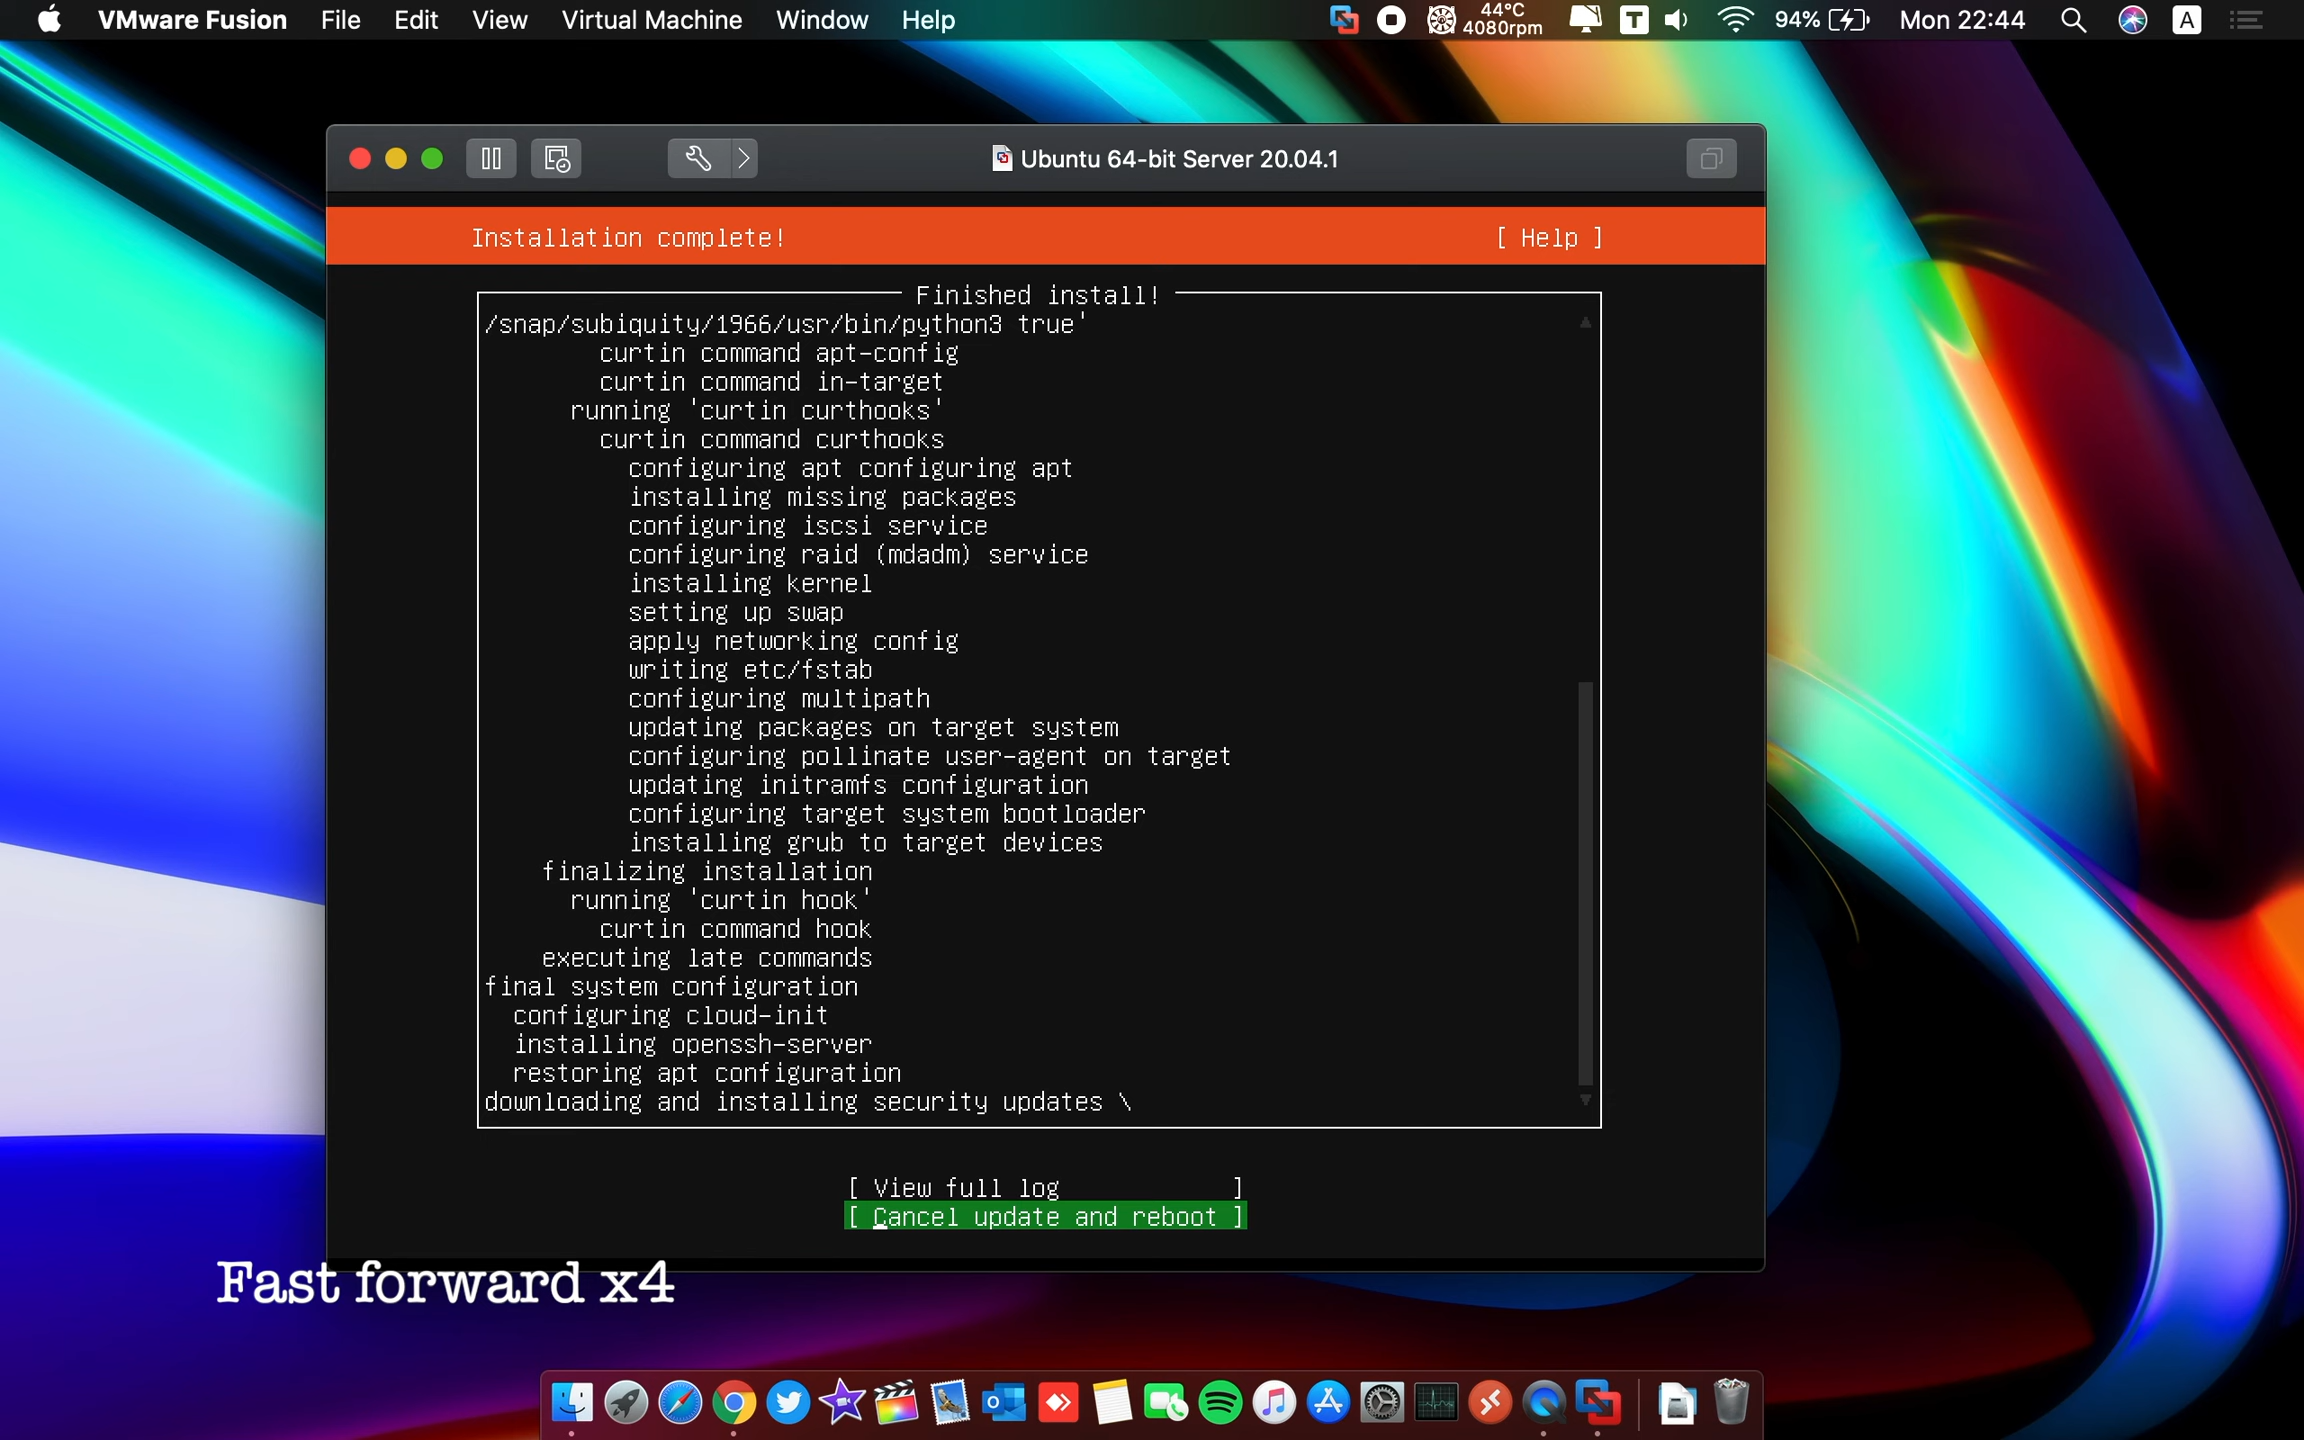 VMware Fusion File Edit View Virtual Machine Window Help 44°C 4080rpm T 94% Mon 22:44 A
Ubuntu 64-bit Server 20.04.1
Installation complete! [ Help ]
Finished install!
/snap/subiquity/1966/usr/bin/python3 true'
curtin command apt-config
curtin command in-target
running 'curtin curthooks'
curtin command curthooks
configuring apt configuring apt
installing missing packages
configuring iscsi service
configuring raid (mdadm) service
installing kernel
setting up swap
apply networking config
writing etc/fstab
configuring multipath
updating packages on target system
configuring pollinate user-agent on target
updating initramfs configuration
configuring target system bootloader
installing grub to target devices
finalizing installation
running 'curtin hook'
curtin command hook
executing late commands
final system configuration
configuring cloud-init
installing openssh-server
restoring apt configuration
downloading and installing security updates \
[ View full log ]
[ Cancel update and reboot ]
Fast forward x4